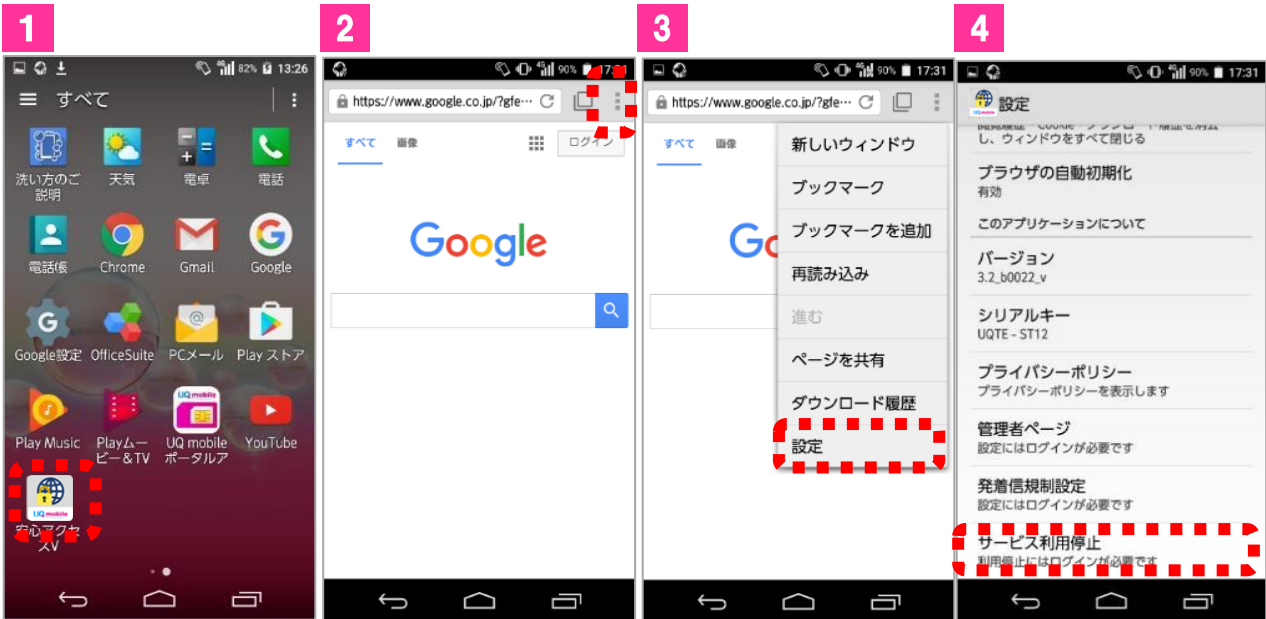 1
82% 13:26
すべて
洗い方のご
説明
天気
電卓
電話
電話帳
Chrome
Gmail
Google
Google設定
OfficeSuite
PCメール
Play ストア
UQ mobile
Play Music
Playムー
ビー&TV
UQ mobile
ポータルア
YouTube
UQ mobile
安心アクセ
スV
2
90% 17:31
https://www.google.co.jp/?gfe…
すべて
画像
ログイン
Google
3
90% 17:31
https://www.google.co.jp/?gfe…
すべて
画像
新しいウィンドウ
ブックマーク
ブックマークを追加
再読み込み
進む
ページを共有
ダウンロード履歴
設定
4
90% 17:31
設定
し、ウィンドウをすべて閉じる
ブラウザの自動初期化
有効
このアプリケーションについて
バージョン
3.2_b0022_v
シリアルキー
UQTE - ST12
プライバシーポリシー
プライバシーポリシーを表示します
管理者ページ
設定にはログインが必要です
発着信規制設定
設定にはログインが必要です
サービス利用停止
利用停止にはログインが必要です